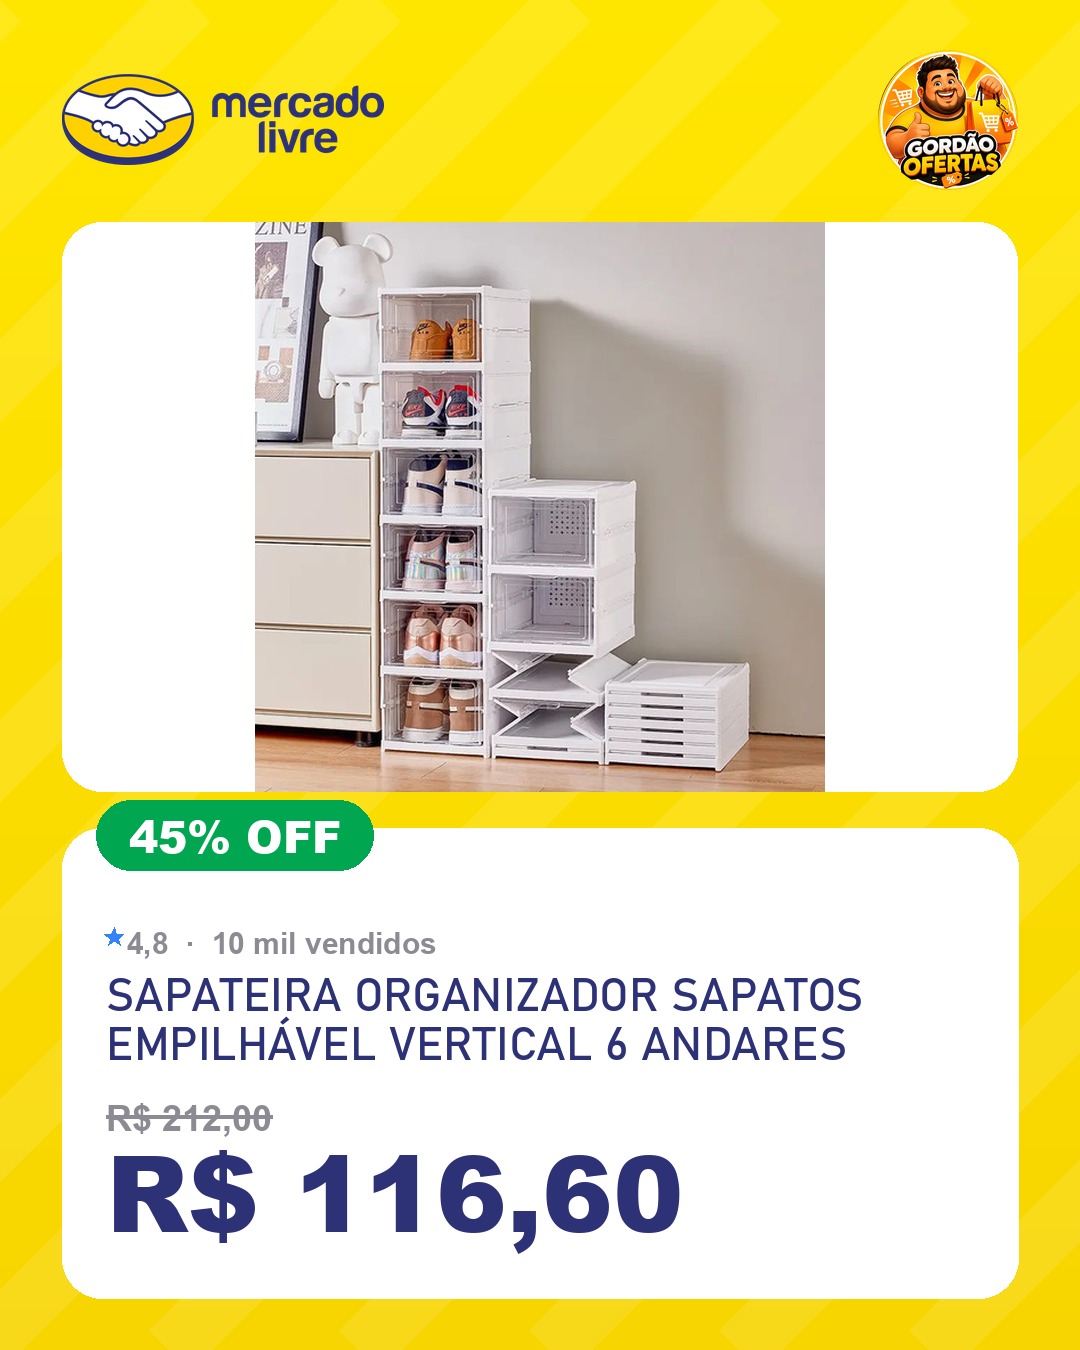 mercado
livre
GORDÃO
OFERTAS
%
%
ZINE
45% OFF
4,8 · 10 mil vendidos
SAPATEIRA ORGANIZADOR SAPATOS
EMPILHÁVEL VERTICAL 6 ANDARES
R$ 212,00
R$ 116,60